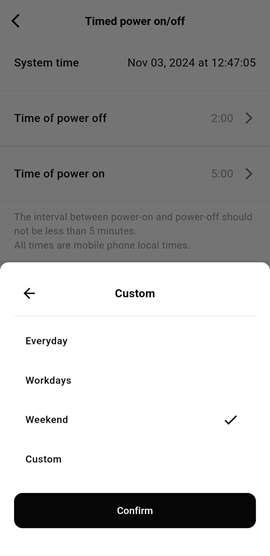 Timed power on/off
System time Nov 03, 2024 at 12:47:05
Time of power off 2:00
Time of power on 5:00
The interval between power-on and power-off should
not be less than 5 minutes.
All times are mobile phone local times.
Custom
Everyday
Workdays
Weekend
Custom
Confirm